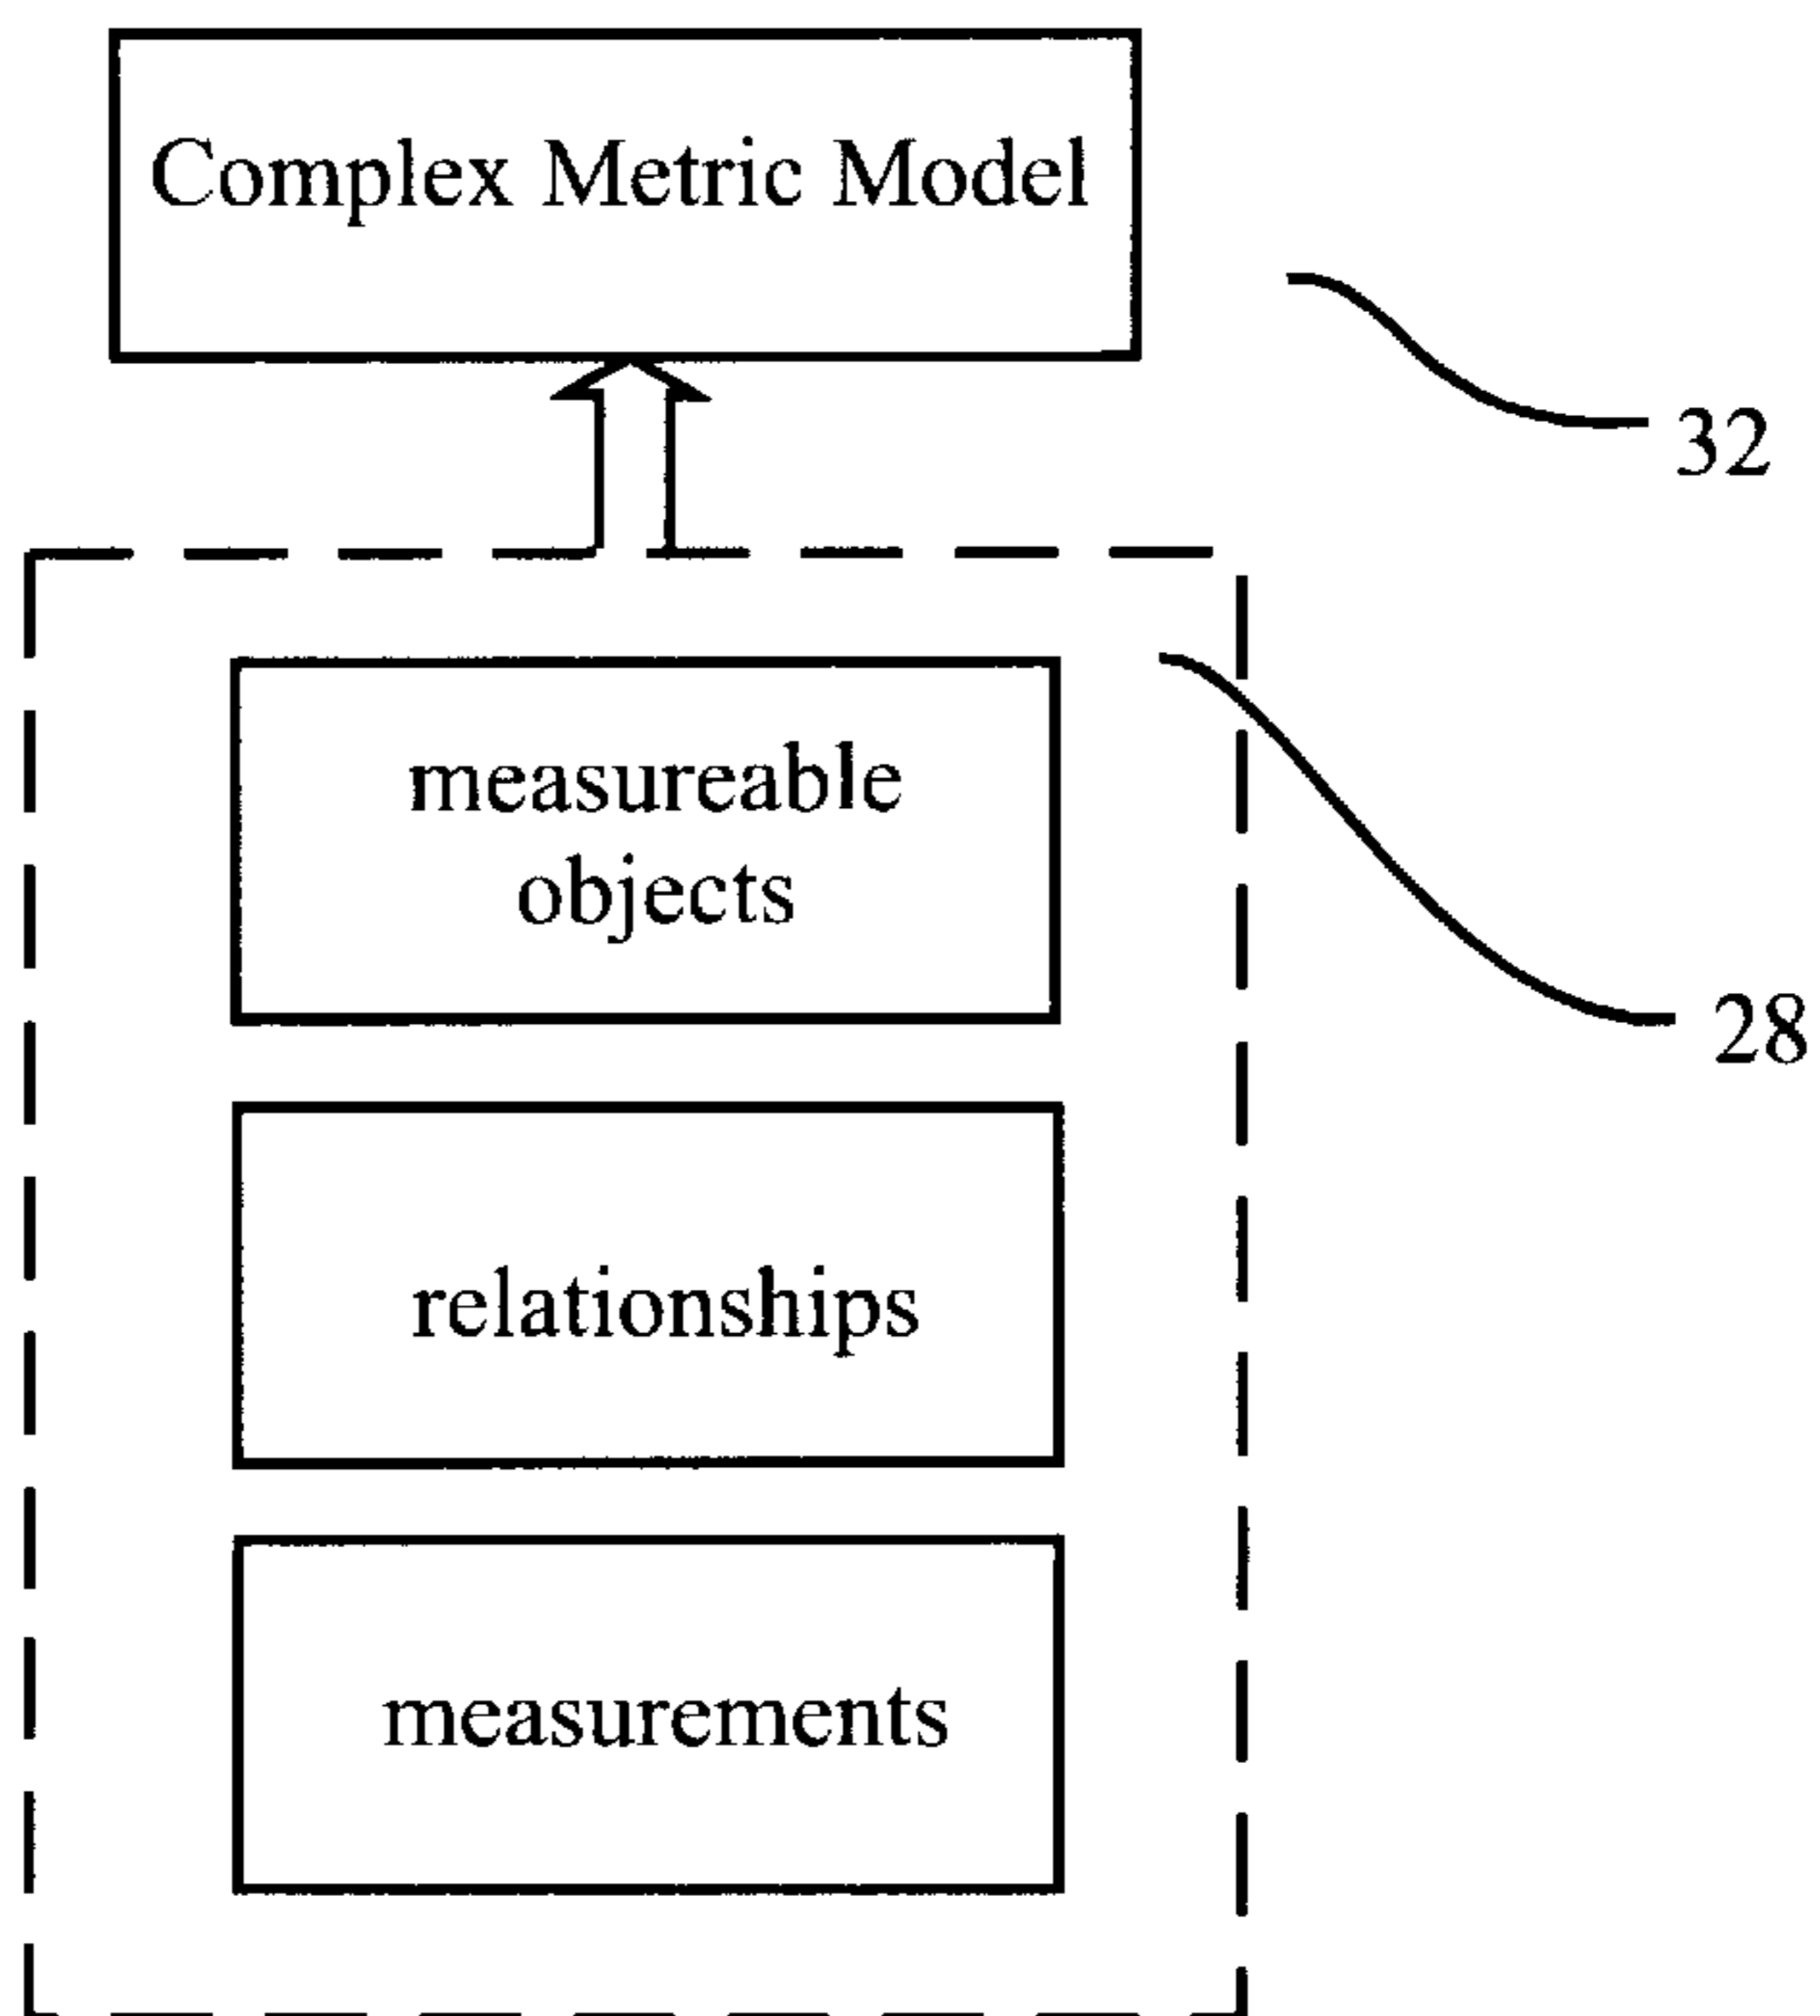 Complex Metric Model
32
measureable
objects
28
relationships
measurements